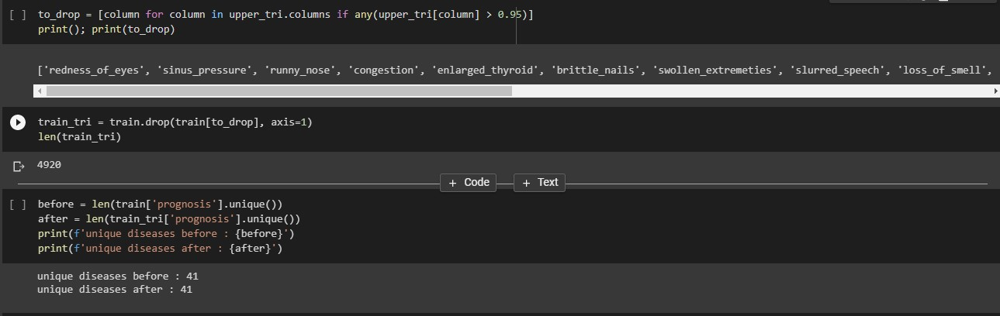 [ ] to_drop = [column for column in upper_tri.columns if any(upper_tri[column] > 0.95)]
print(); print(to_drop)
['redness_of_eyes', 'sinus_pressure', 'runny_nose', 'congestion', 'enlarged_thyroid', 'brittle_nails', 'swollen_extremeties', 'slurred_speech', 'loss_of_smell',
train_tri = train.drop(train[to_drop], axis=1)
len(train_tri)
4920
+ Code + Text
[ ] before = len(train['prognosis'].unique())
after = len(train_tri['prognosis'].unique())
print(f'unique diseases before : {before}')
print(f'unique diseases after : {after}')
unique diseases before : 41
unique diseases after : 41